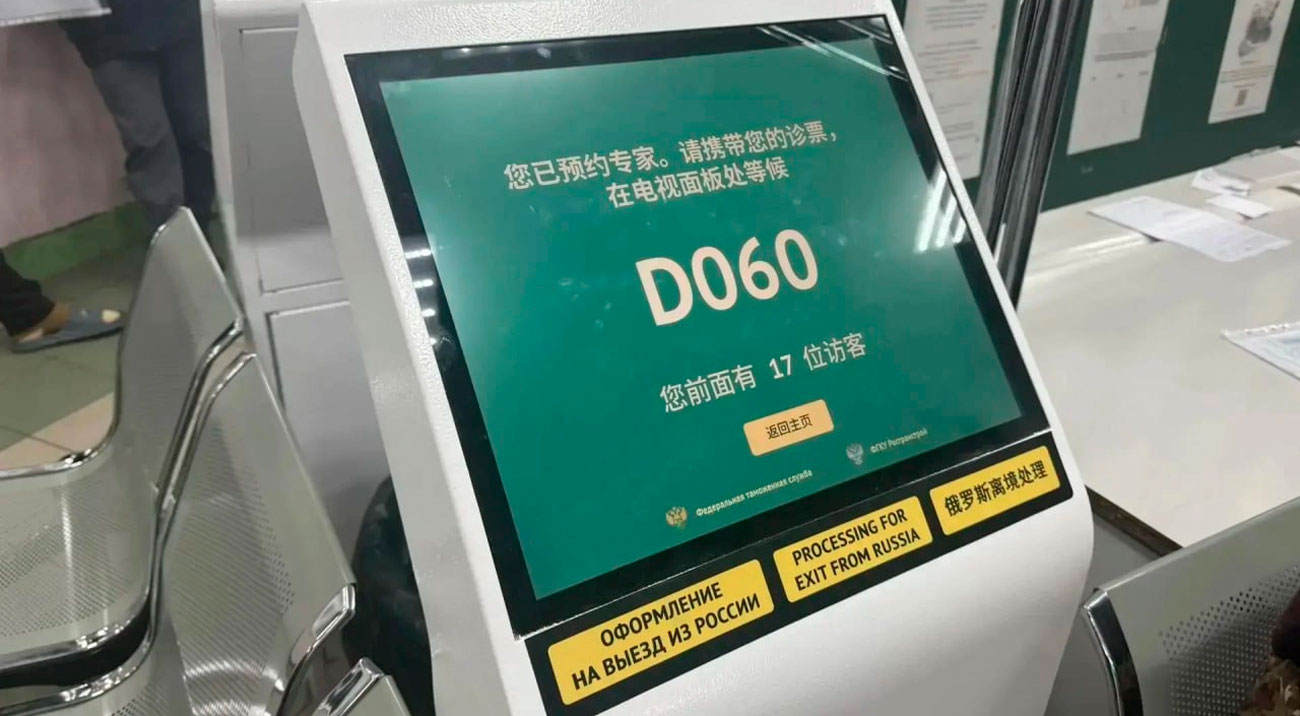 您已预约专家。请携带您的诊票，
在电视面板处等候
D060
您前面有 17 位访客
返回主页
Федеральная таможенная служба
ФГКУ Росгранстрой
ОФОРМЛЕНИЕ
НА ВЫЕЗД ИЗ РОССИИ
PROCESSING FOR
EXIT FROM RUSSIA
俄罗斯离境处理